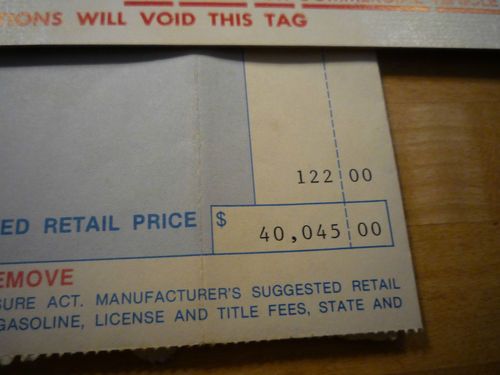 TIONS WILL VOID THIS TAG
122 00
ED RETAIL PRICE $ 40,045 00
EMOVE
SURE ACT. MANUFACTURER'S SUGGESTED RETAIL
GASOLINE, LICENSE AND TITLE FEES, STATE AND